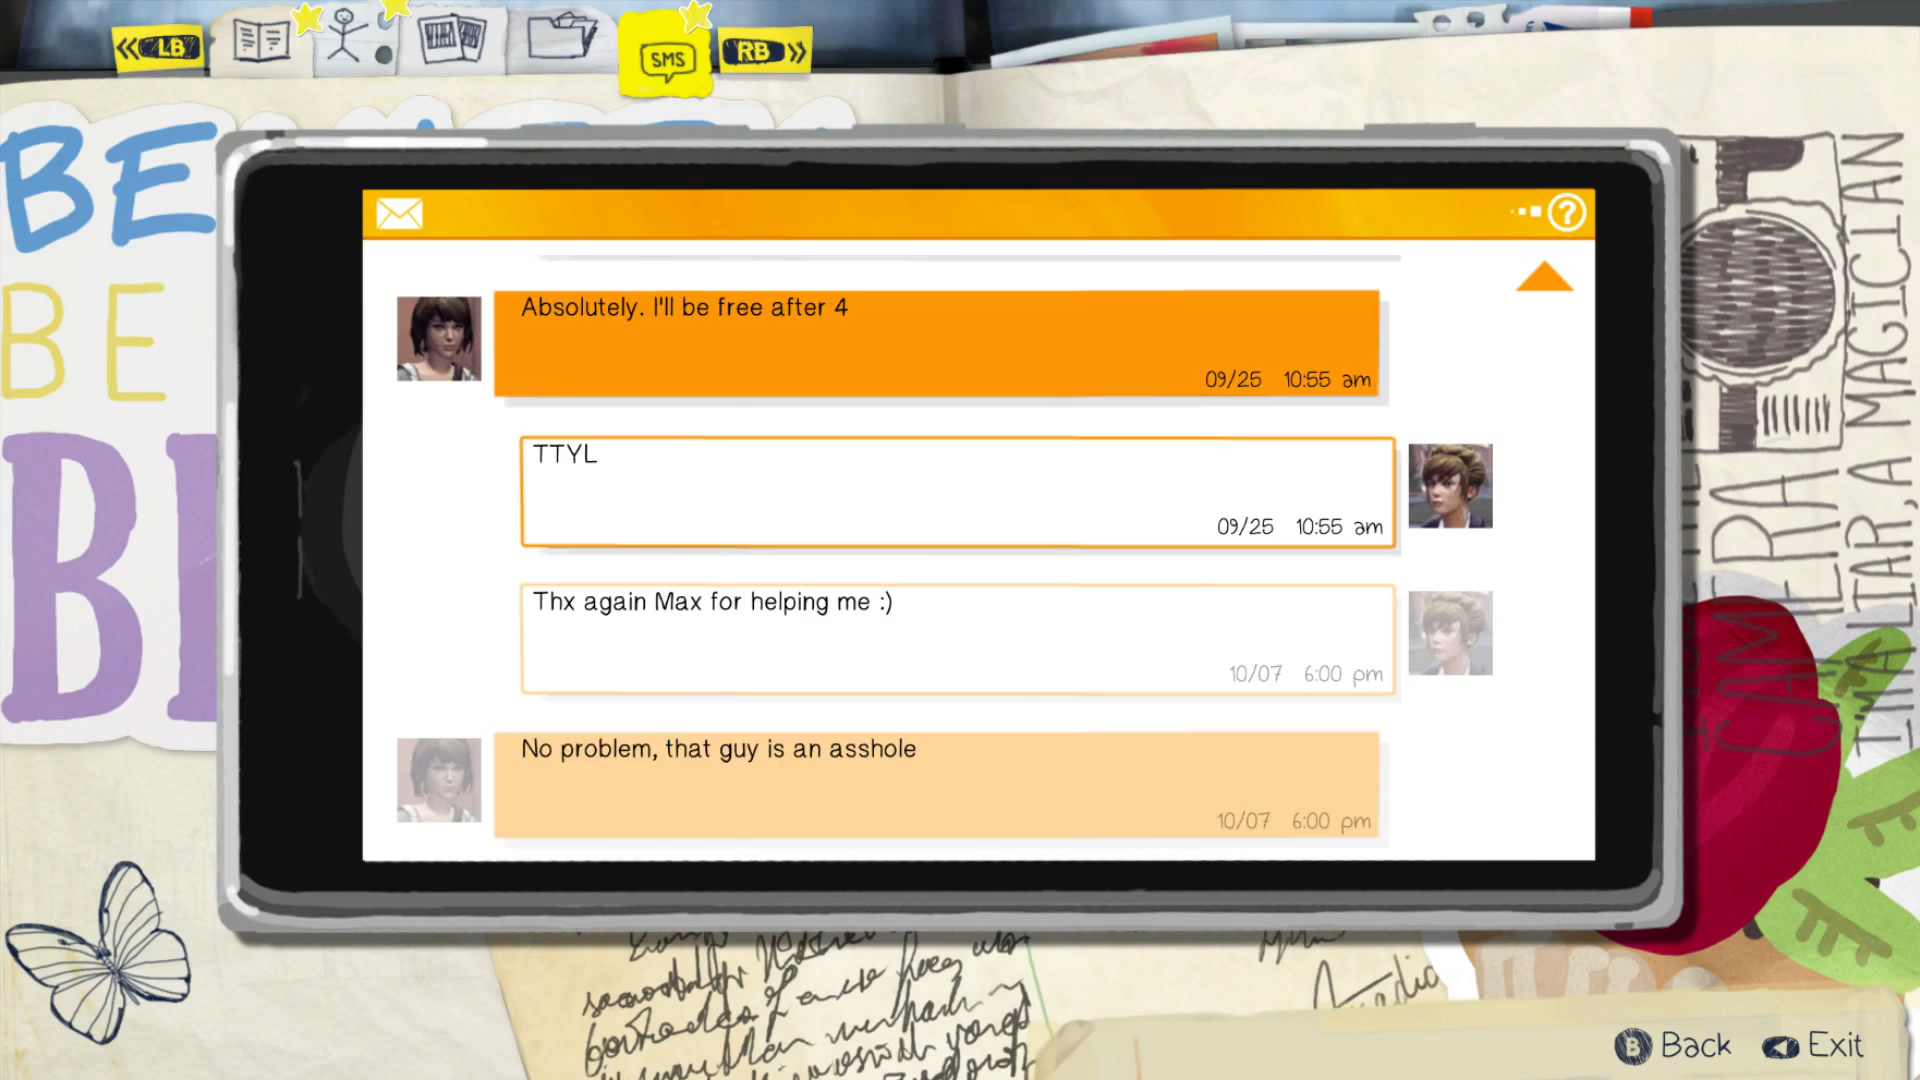 LB
SMS
RB
BE
BE
Absolutely. I'll be free after 4
09/25 10:55 am
TTYL
09/25 10:55 am
Thx again Max for helping me :)
10/07 6:00 pm
No problem, that guy is an asshole
10/07 6:00 pm
CAMERA
LIAR, A MAGICIAN
B Back
Exit